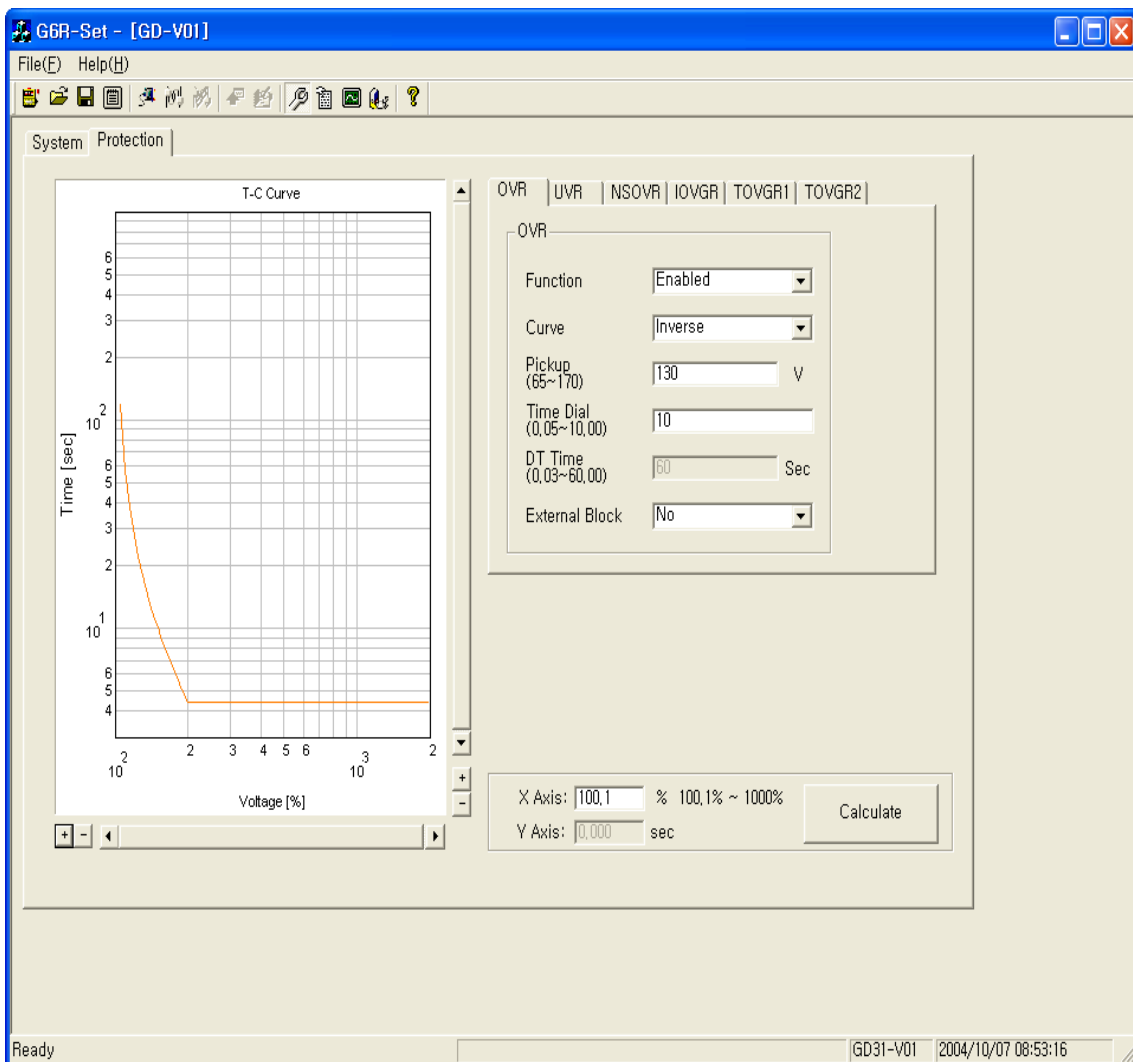 G6R-Set - [GD-V01]
File(F) Help(H)
System Protection
T-C Curve
6
5
4
3
2
10 2
6
5
4
3
2
10 1
6
5
4
Time [sec]
2 3 4 5 6 2
10 2 10 3
Voltage [%]
+
-
+ -
OVR UVR NSOVR IOVGR TOVGR1 TOVGR2
OVR
Function Enabled
Curve Inverse
Pickup
(65~170) 130 V
Time Dial
(0,05~10,00) 10
DT Time
(0,03~60,00) 60 Sec
External Block No
X Axis: 100,1 % 100,1% ~ 1000%
Y Axis: 0,000 sec
Calculate
Ready GD31-V01 2004/10/07 08:53:16